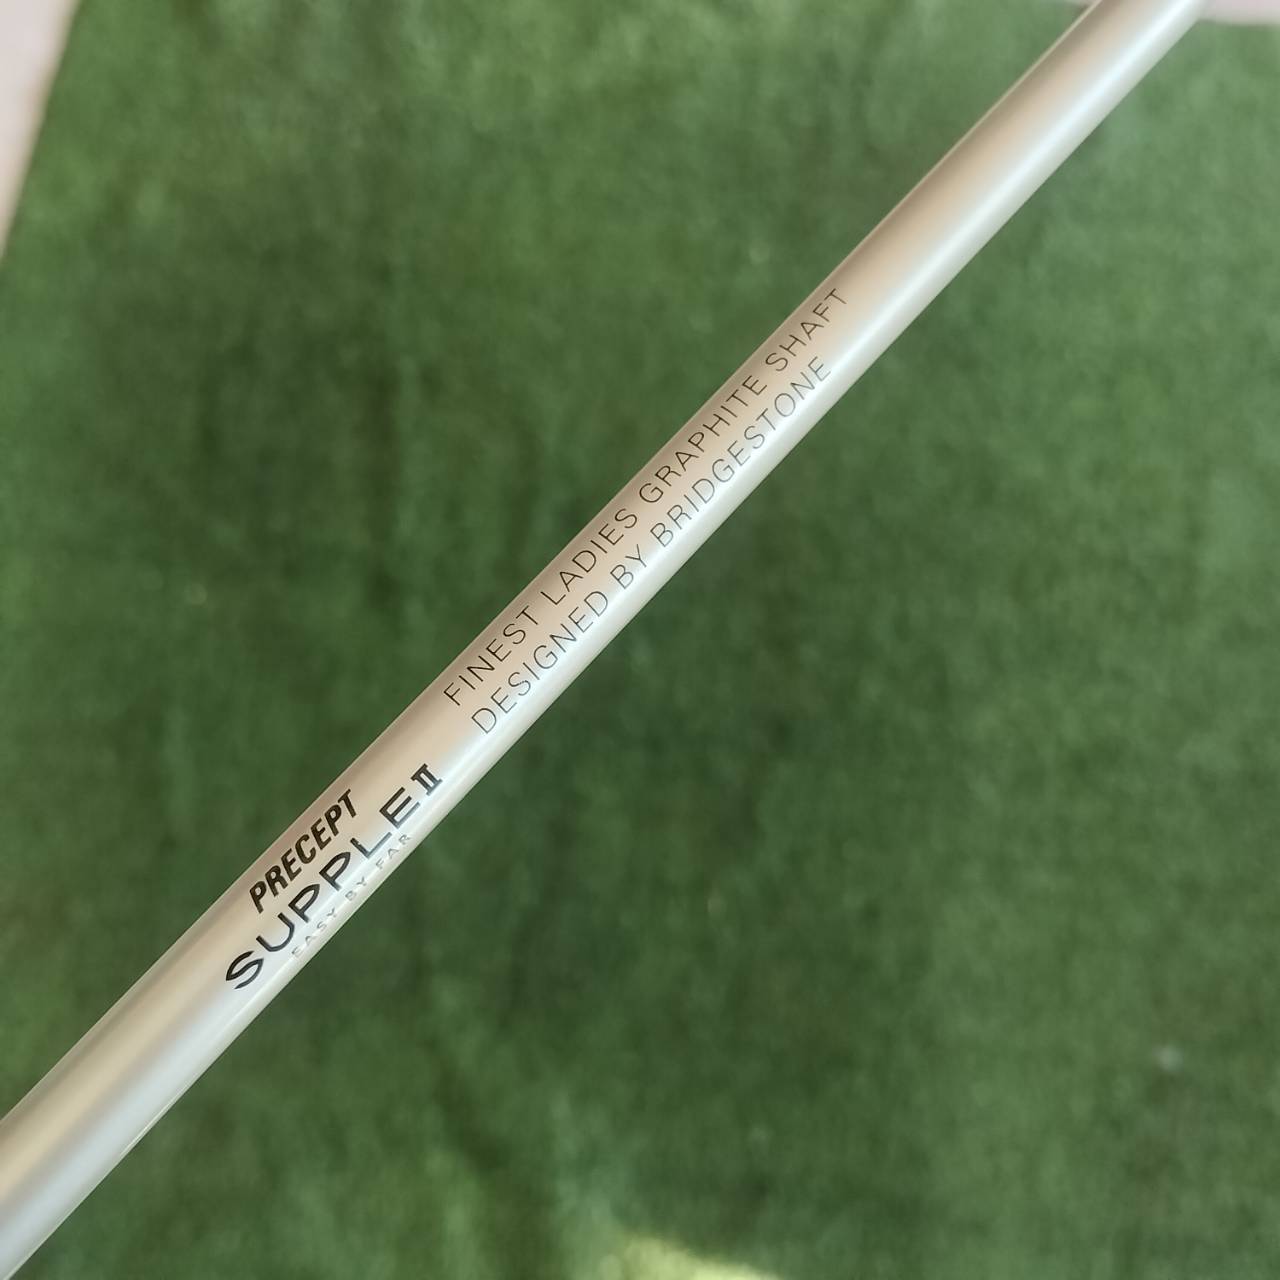 PRECEPT
SUPPLE II
EASY BY FAR
FINEST LADIES GRAPHITE SHAFT
DESIGNED BY BRIDGESTONE